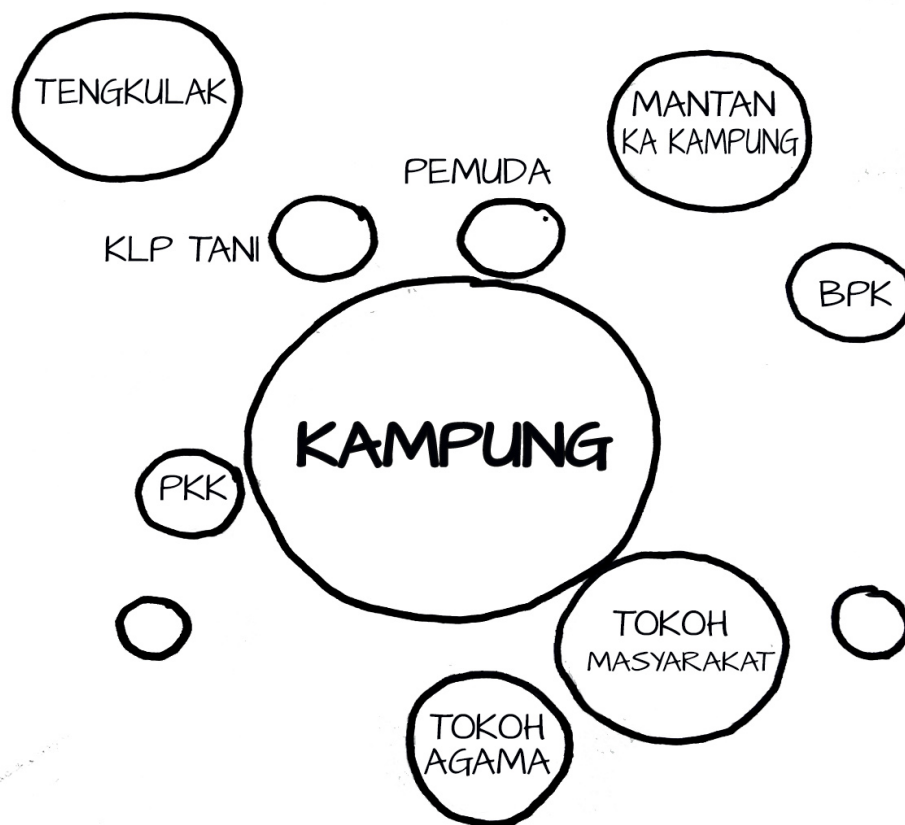 TENGKULAK
MANTAN
KA KAMPUNG
PEMUDA
KLP TANI
BPK
KAMPUNG
PKK
TOKOH
MASYARAKAT
TOKOH
AGAMA